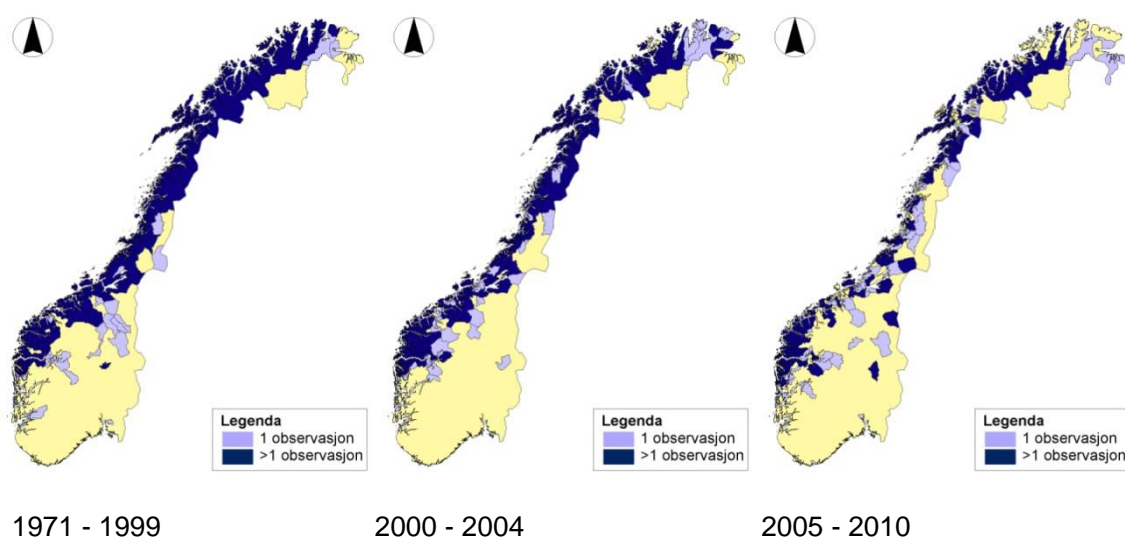 Legenda
1 observasjon
>1 observasjon
Legenda
1 observasjon
>1 observasjon
Legenda
1 observasjon
>1 observasjon
1971 - 1999
2000 - 2004
2005 - 2010